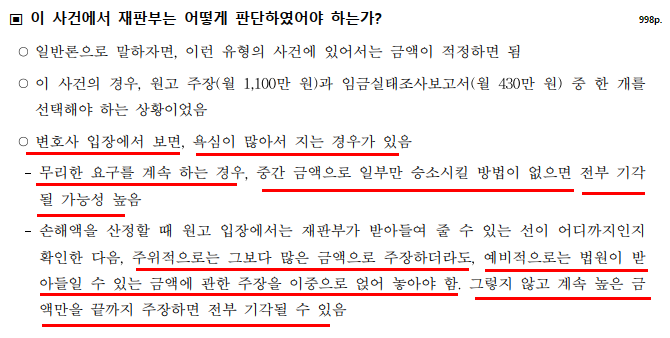 ▣ 이 사건에서 재판부는 어떻게 판단하였어야 하는가? 998p.
○ 일반론으로 말하자면, 이런 유형의 사건에 있어서는 금액이 적정하면 됨
○ 이 사건의 경우, 원고 주장(월 1,100만 원)과 임금실태조사보고서(월 430만 원) 중 한 개를
선택해야 하는 상황이었음
○ 변호사 입장에서 보면, 욕심이 많아서 지는 경우가 있음
- 무리한 요구를 계속 하는 경우, 중간 금액으로 일부만 승소시킬 방법이 없으면 전부 기각
될 가능성 높음
- 손해액을 산정할 때 원고 입장에서는 재판부가 받아들여 줄 수 있는 선이 어디까지인지
확인한 다음, 주위적으로는 그보다 많은 금액으로 주장하더라도, 예비적으로는 법원이 받
아들일 수 있는 금액에 관한 주장을 이중으로 얹어 놓아야 함. 그렇지 않고 계속 높은 금
액만을 끝까지 주장하면 전부 기각될 수 있음